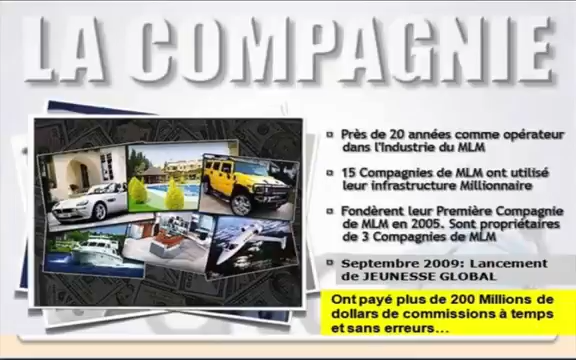 LA COMPAGNIE
Près de 20 années comme opérateur
dans l'Industrie du MLM
15 Compagnies de MLM ont utilisé
leur infrastructure Millionnaire
Fondèrent leur Première Compagnie
de MLM en 2005. Sont propriétaires
de 3 Compagnies de MLM
Septembre 2009: Lancement
de JEUNESSE GLOBAL
Ont payé plus de 200 Millions de
dollars de commissions à temps
et sans erreurs...